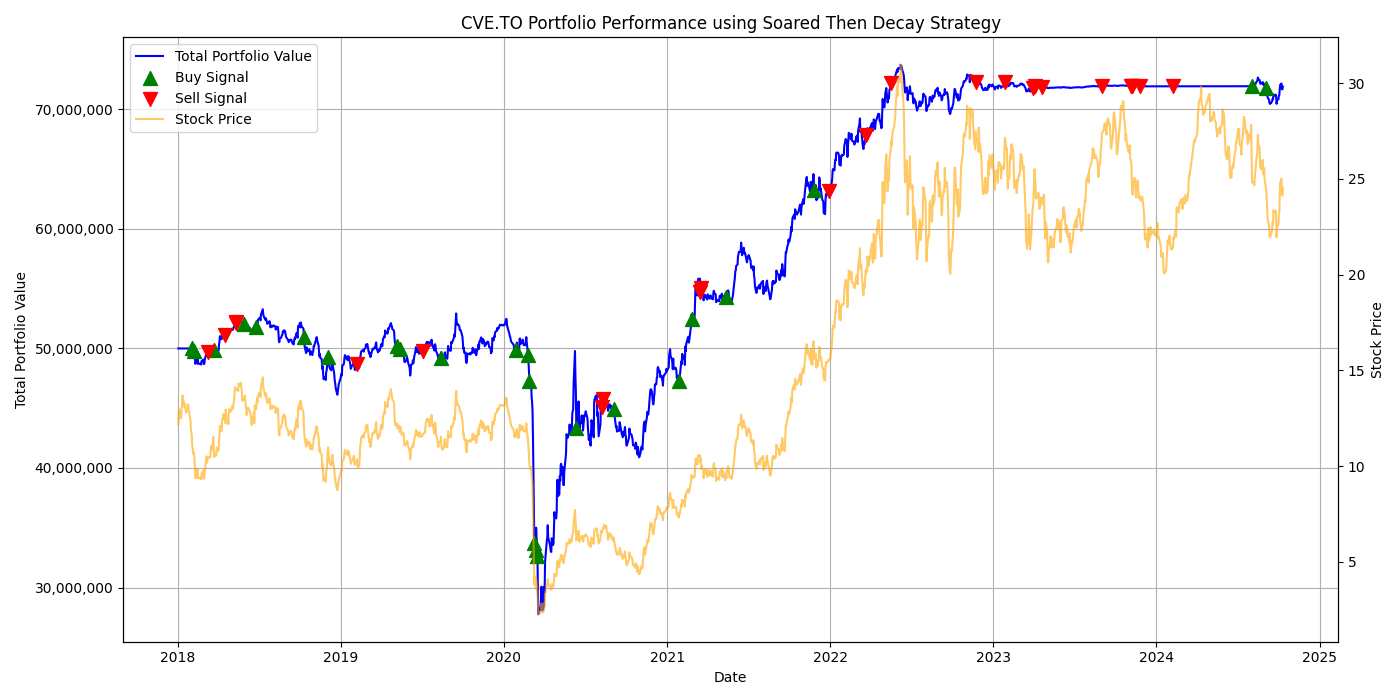 CVE.TO Portfolio Performance using Soared Then Decay Strategy
Total Portfolio Value
Buy Signal
Sell Signal
Stock Price
70,000,000
60,000,000
50,000,000
40,000,000
30,000,000
Total Portfolio Value
30
25
20
15
10
5
Stock Price
2018
2019
2020
2021
2022
2023
2024
2025
Date